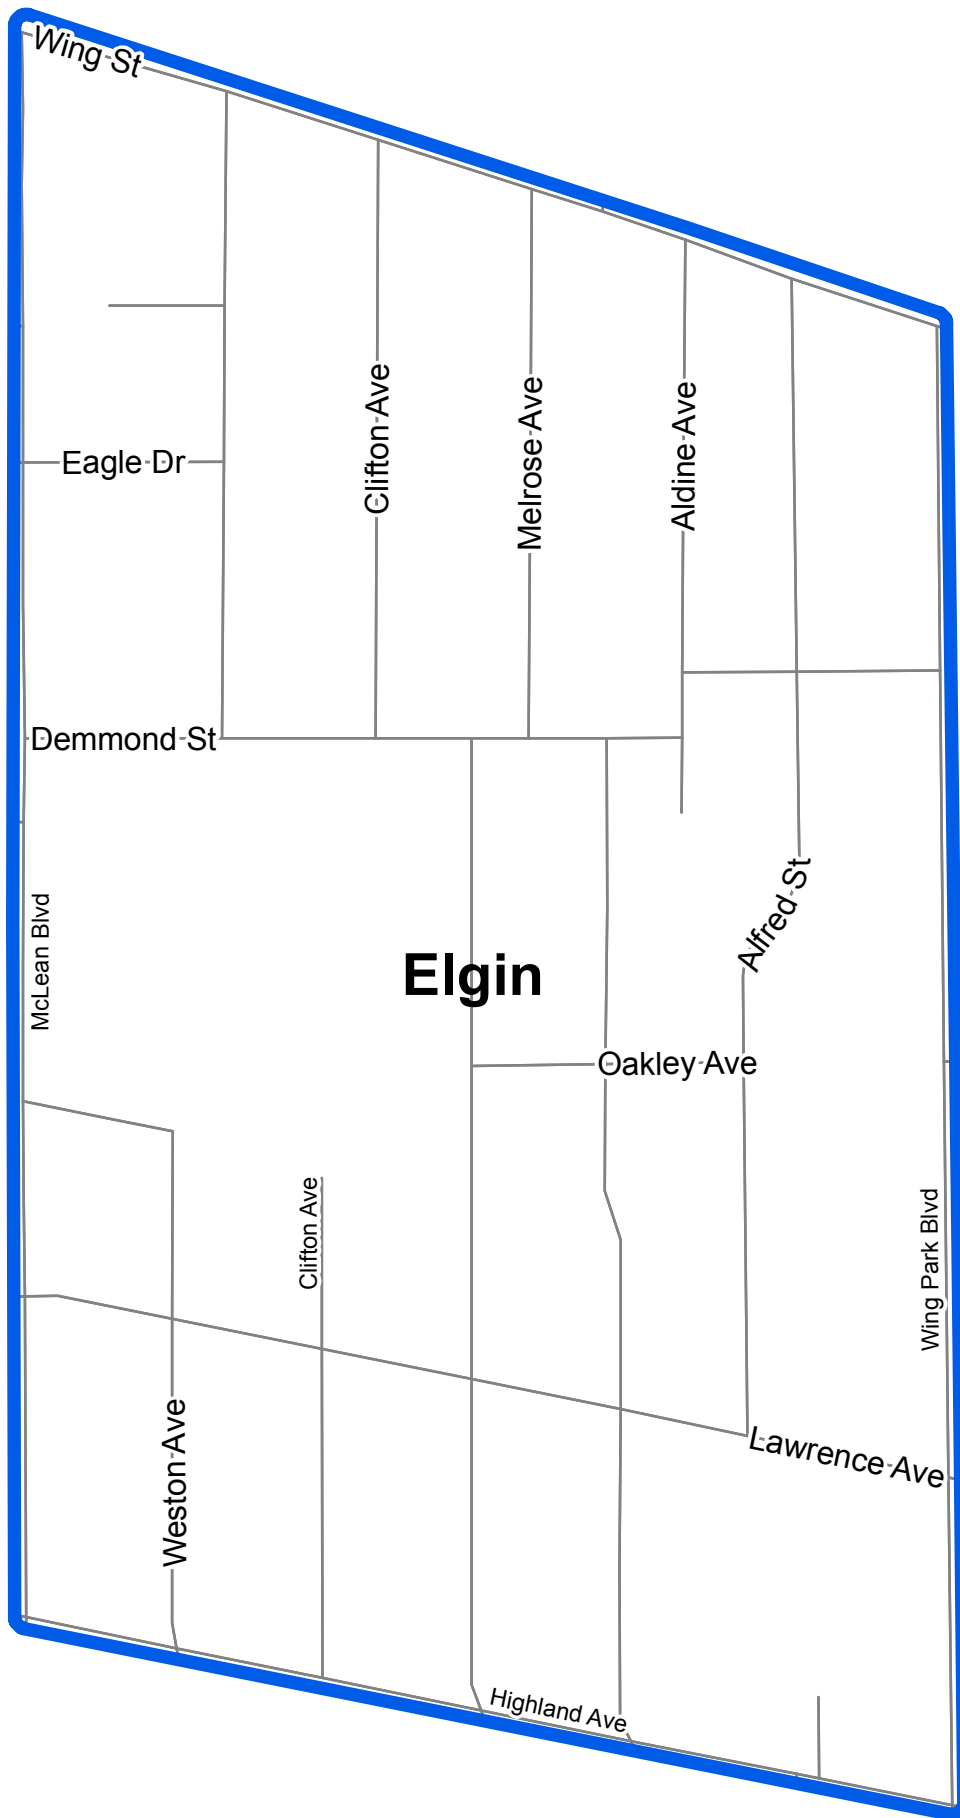 Wing St
Clifton Ave
Melrose Ave
Aldine Ave
Eagle Dr
Demmond St
Alfred St
McLean Blvd
Elgin
Oakley Ave
Clifton Ave
Wing Park Blvd
Weston Ave
Lawrence Ave
Highland Ave